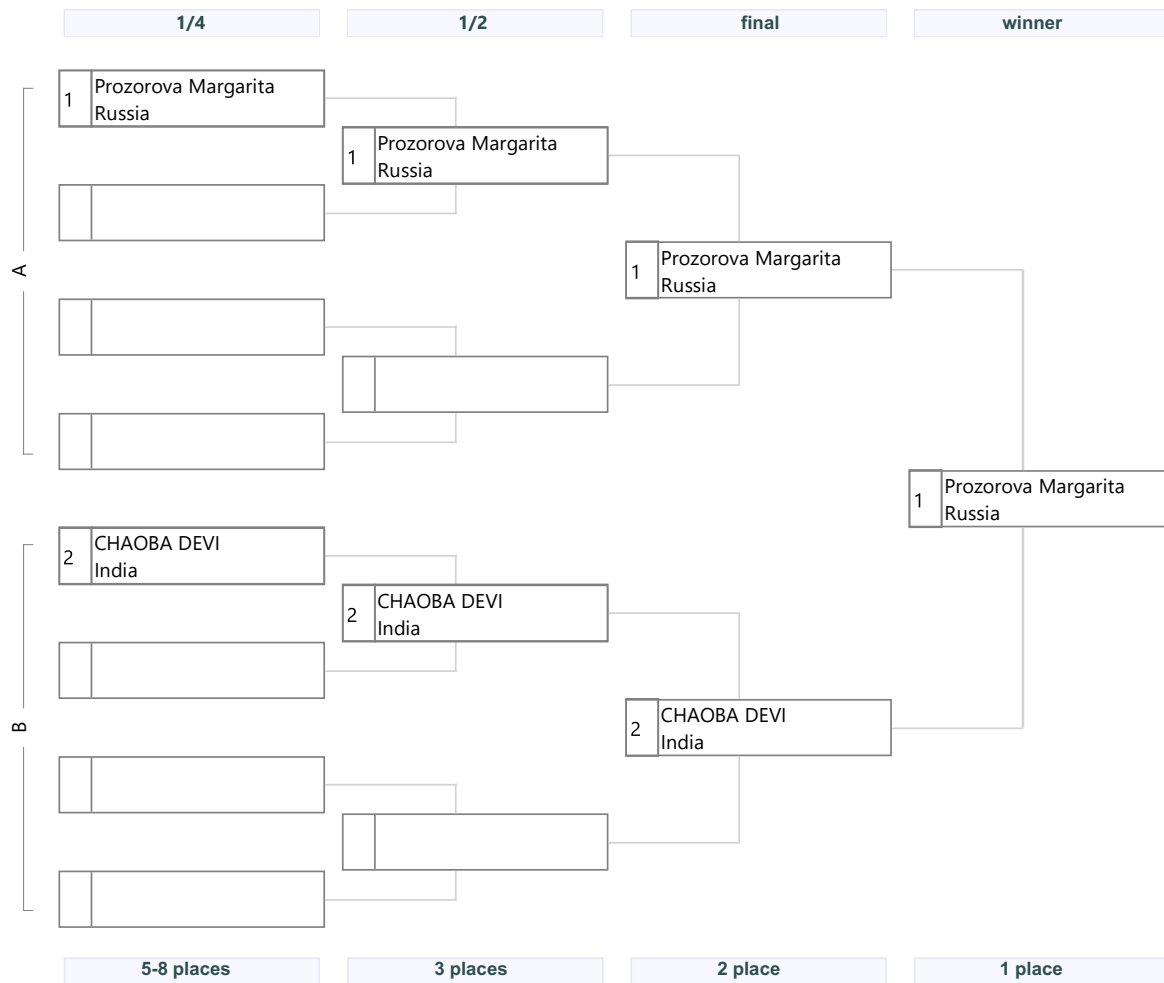 1/4
1/2
final
winner
1
Prozorova Margarita
Russia
1
Prozorova Margarita
Russia
A
1
Prozorova Margarita
Russia
1
Prozorova Margarita
Russia
2
CHAOBA DEVI
India
2
CHAOBA DEVI
India
B
2
CHAOBA DEVI
India
5-8 places
3 places
2 place
1 place